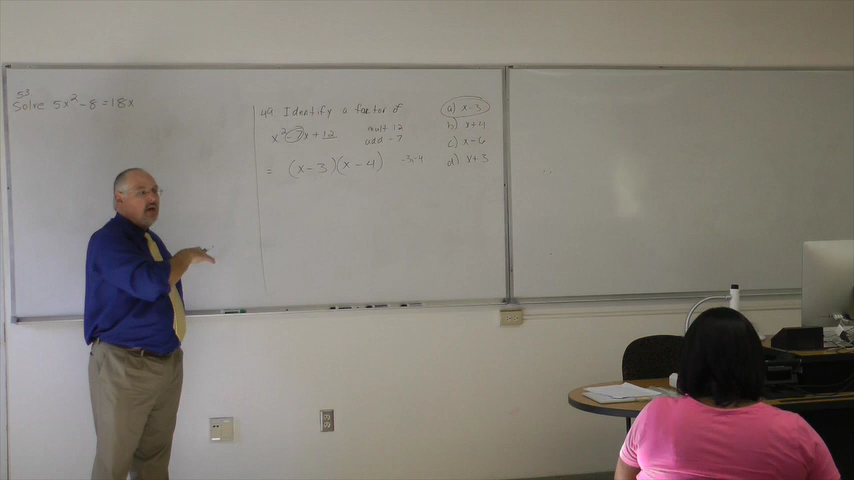 53
Solve 5x² - 8 = 18x
49. Identify a factor of
x² - 7x + 12
mult 12
add -7
= (x - 3)(x - 4)
-3, -4
a) x - 3
b) x + 4
c) x - 6
d) x + 3